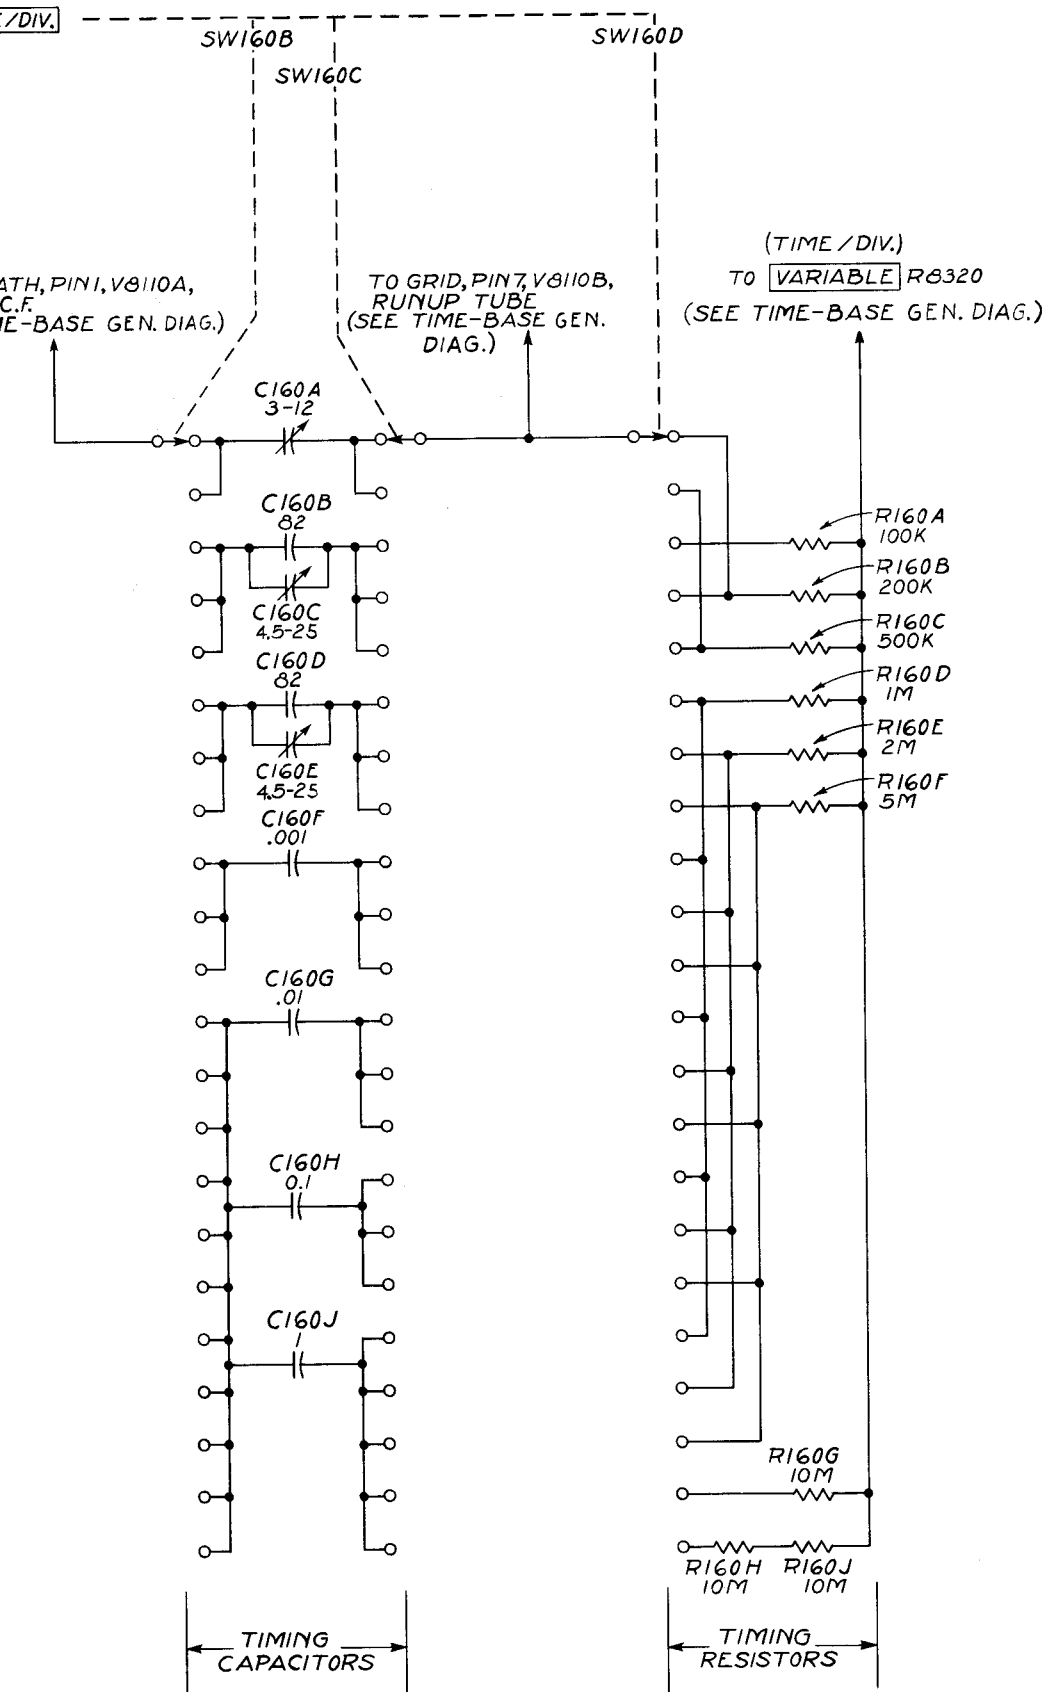 /DIV.
SW160B
SW160C
SW160D
(TIME/DIV.)
TO VARIABLE R8320
(SEE TIME-BASE GEN. DIAG.)
ATH, PIN 1, V8110A,
C.F.
ME-BASE GEN. DIAG.)
TO GRID, PIN 7, V8110B,
RUNUP TUBE
(SEE TIME-BASE GEN.
DIAG.)
C160A
3-12
C160B
82
C160C
4.5-25
C160D
82
C160E
4.5-25
C160F
.001
C160G
.01
C160H
0.1
C160J
1
R160A
100K
R160B
200K
R160C
500K
R160D
1M
R160E
2M
R160F
5M
R160G
10M
R160H
10M
R160J
10M
TIMING
CAPACITORS
TIMING
RESISTORS